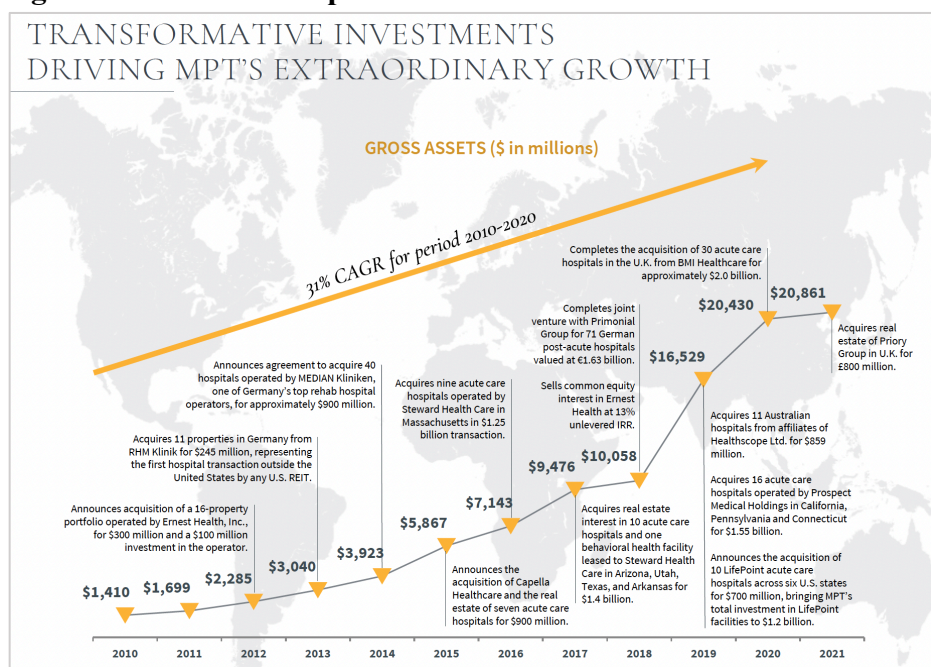 TRANSFORMATIVE INVESTMENTS
DRIVING MPT'S EXTRAORDINARY GROWTH
GROSS ASSETS ($ in millions)
31% CAGR for period 2010-2020
Completes the acquisition of 30 acute care
hospitals in the U.K. from BMI Healthcare for
approximately $2.0 billion.
$20,430
$20,861
Completes joint
venture with Primonial
Group for 71 German
post-acute hospitals
valued at €1.63 billion.
Sells common equity
interest in Ernest
Health at 13%
unlevered IRR.
$16,529
Acquires real
estate of Priory
Group in U.K. for
£800 million.
Announces agreement to acquire 40
hospitals operated by MEDIAN Kliniken,
one of Germany's top rehab hospital
operators, for approximately $900 million.
Acquires nine acute care
hospitals operated by
Steward Health Care in
Massachusetts in $1.25
billion transaction.
Acquires 11 properties in Germany from
RHM Klinik for $245 million, representing
the first hospital transaction outside the
United States by any U.S. REIT.
Announces acquisition of a 16-property
portfolio operated by Ernest Health, Inc.,
for $300 million and a $100 million
investment in the operator.
$1,410
$1,699
$2,285
$3,040
$3,923
$5,867
$7,143
$9,476
$10,058
Announces the
acquisition of Capella
Healthcare and the real
estate of seven acute care
hospitals for $900 million.
Acquires real estate
interest in 10 acute care
hospitals and one
behavioral health facility
leased to Steward Health
Care in Arizona, Utah,
Texas, and Arkansas for
$1.4 billion.
Acquires 11 Australian
hospitals from affiliates of
Healthscope Ltd. for $859
million.
Acquires 16 acute care
hospitals operated by Prospect
Medical Holdings in California,
Pennsylvania and Connecticut
for $1.55 billion.
Announces the acquisition of
10 LifePoint acute care
hospitals across six U.S. states
for $700 million, bringing MPT's
total investment in LifePoint
facilities to $1.2 billion.
2010 2011 2012 2013 2014 2015 2016 2017 2018 2019 2020 2021